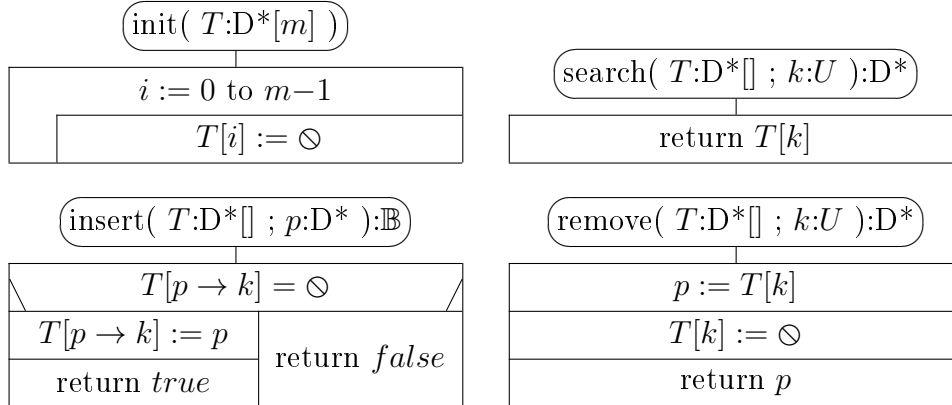 init( T:D*[m] )
i := 0 to m−1
T[i] := ⦸
search( T:D*[] ; k:U ):D*
return T[k]
insert( T:D*[] ; p:D* ):𝔹
T[p → k] = ⦸
T[p → k] := p
return true
return false
remove( T:D*[] ; k:U ):D*
p := T[k]
T[k] := ⦸
return p